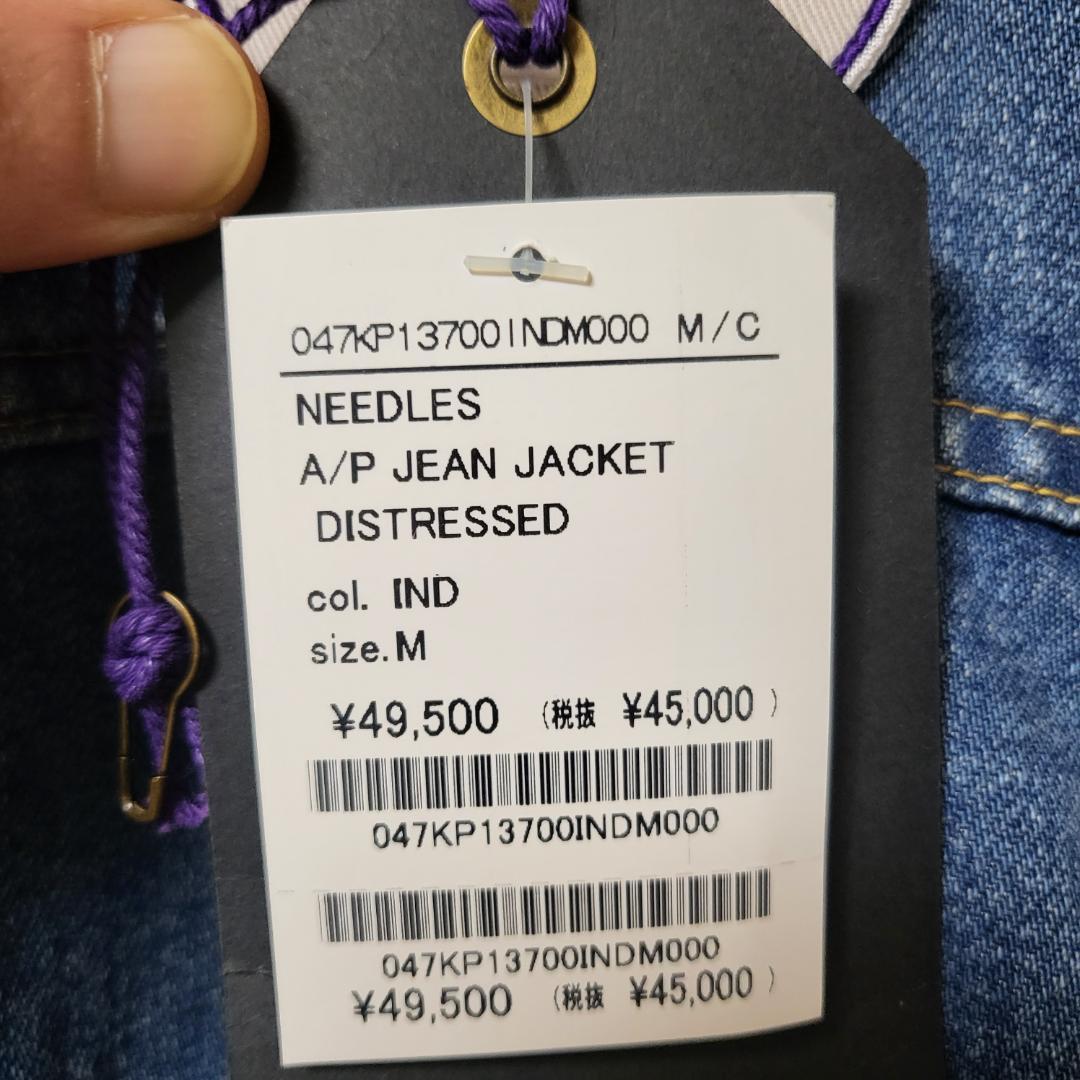 047KP13700INDM000 M/C
NEEDLES
A/P JEAN JACKET
DISTRESSED
col. IND
size.M
¥49,500 (税抜 ¥45,000 )
047KP13700INDM000
047KP13700INDM000
¥49,500 (税抜 ¥45,000 )